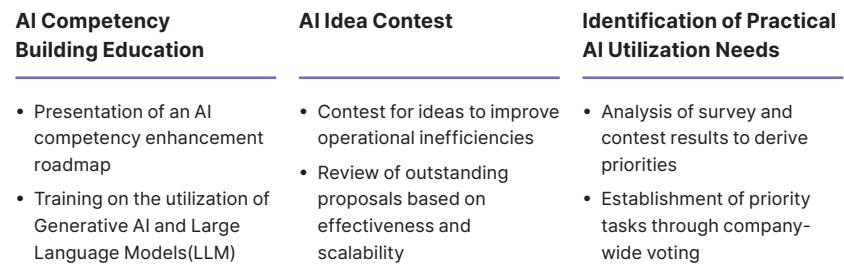 AI Competency
Building Education
• Presentation of an AI
competency enhancement
roadmap
• Training on the utilization of
Generative AI and Large
Language Models(LLM)
AI Idea Contest
• Contest for ideas to improve
operational inefficiencies
• Review of outstanding
proposals based on
effectiveness and
scalability
Identification of Practical
AI Utilization Needs
• Analysis of survey and
contest results to derive
priorities
• Establishment of priority
tasks through company-
wide voting